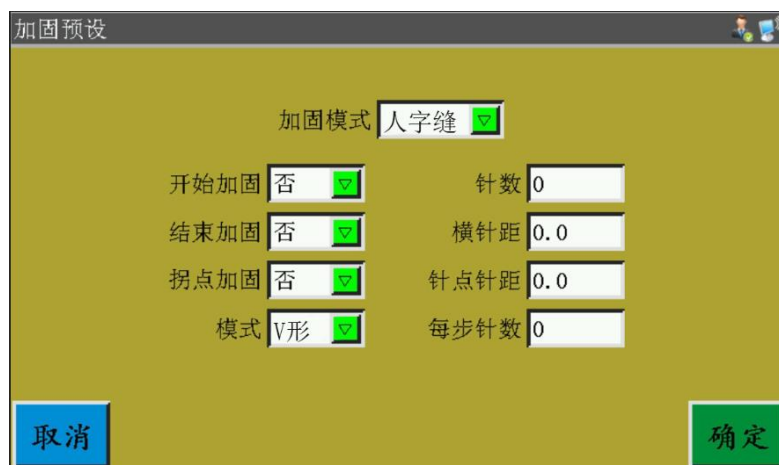 加固预设
加固模式 人字缝
开始加固 否 针数 0
结束加固 否 横针距 0.0
拐点加固 否 针点针距 0.0
模式 V形 每步针数 0
取消 确定